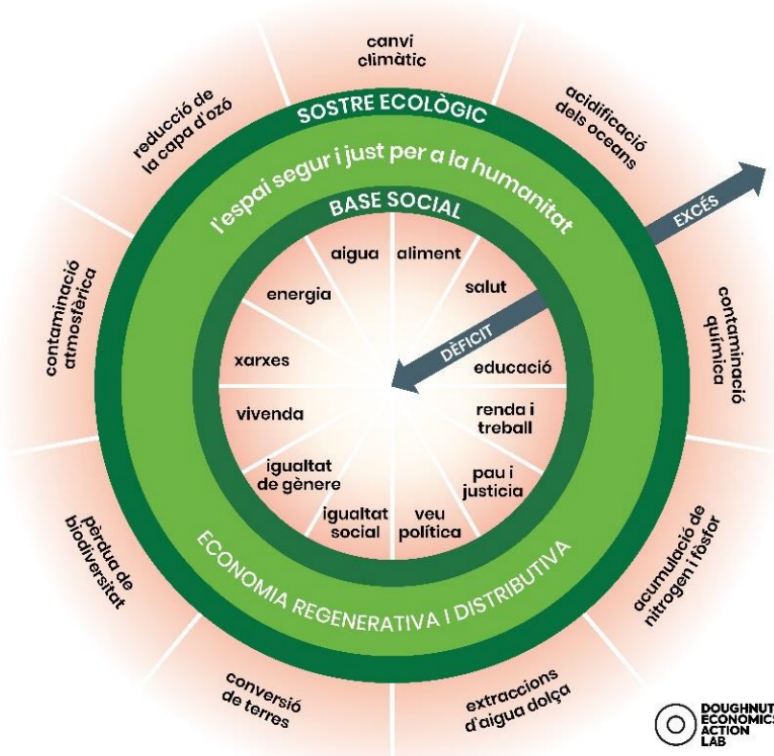 canvi
climàtic
reducció de
la capa d'ozó
acidificació
dels oceans
SOSTRE ECOLÒGIC
l'espai segur i just per a la humanitat
BASE SOCIAL
EXCÉS
aigua
aliment
energia
salut
DÈFICIT
contaminació
atmosfèrica
contaminació
química
xarxes
educació
vivenda
renda i
treball
igualtat
de gènere
pau i
justicia
igualtat
social
veu
política
ECONOMIA REGENERATIVA I DISTRIBUTIVA
pèrdua de
biodiversitat
acumulació de
nitrogen i fòsfor
conversió
de terres
extraccions
d'aigua dolça
DOUGHNUT
ECONOMICS
ACTION
LAB